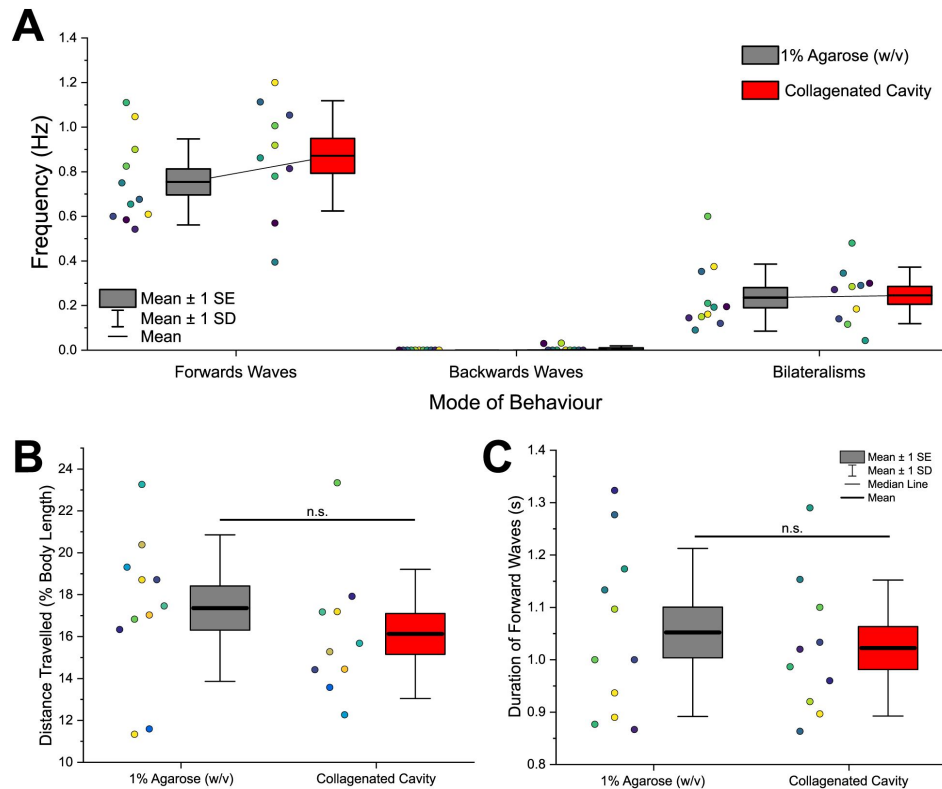 A
1.4
1.2
1.0
0.8
0.6
0.4
0.2
0.0
Frequency (Hz)
1% Agarose (w/v)
Collagenated Cavity
Mean ± 1 SE
Mean ± 1 SD
Mean
Forwards Waves
Backwards Waves
Bilateralisms
Mode of Behaviour
B
24
22
20
18
16
14
12
10
Distance Travelled (% Body Length)
n.s.
1% Agarose (w/v)
Collagenated Cavity
C
1.4
1.3
1.2
1.1
1.0
0.9
0.8
Duration of Forward Waves (s)
Mean ± 1 SE
Mean ± 1 SD
Median Line
Mean
n.s.
1% Agarose (w/v)
Collagenated Cavity